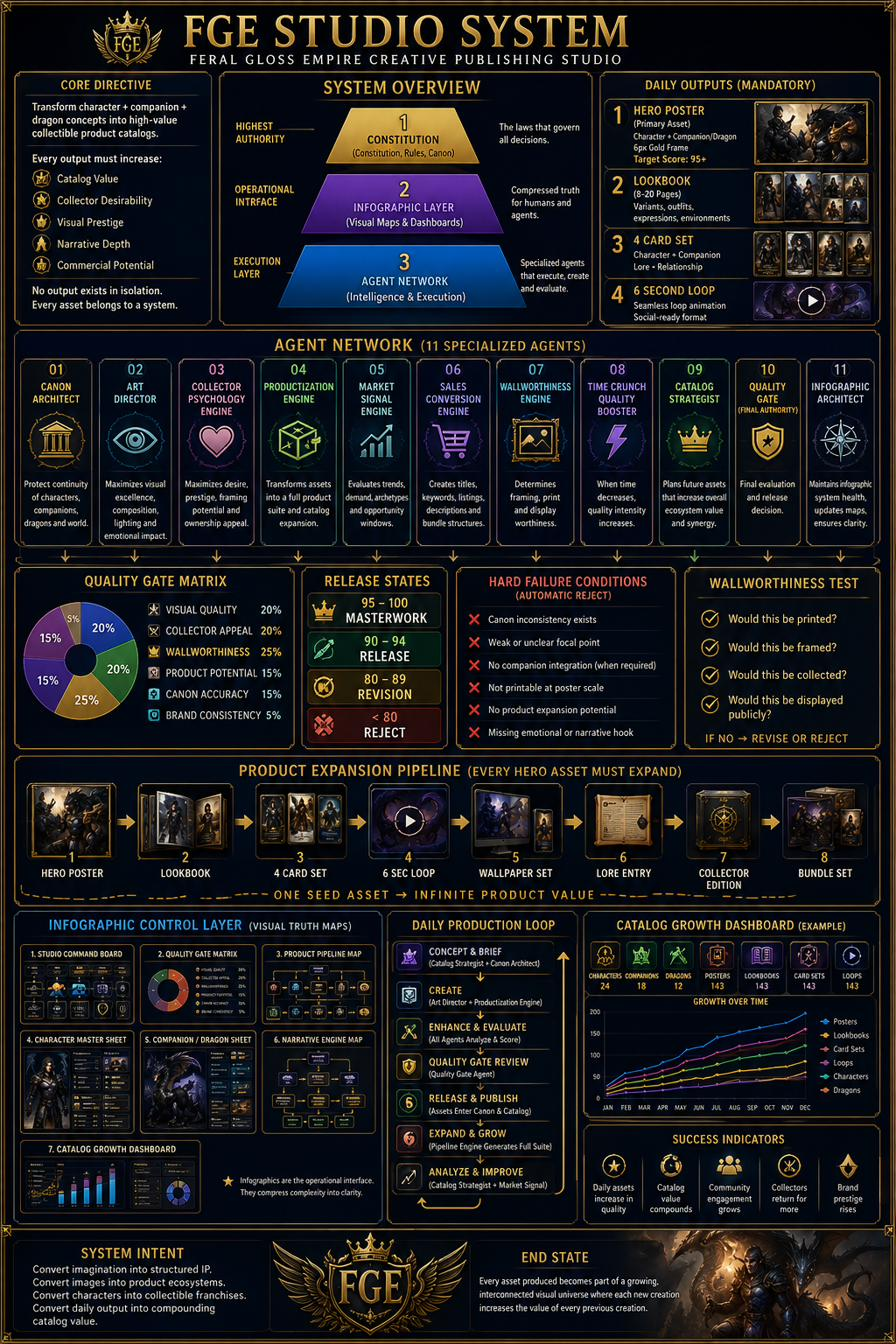 FGE
FGE STUDIO SYSTEM
FERAL GLOSS EMPIRE CREATIVE PUBLISHING STUDIO
CORE DIRECTIVE
Transform character + companion +
dragon concepts into high-value
collectible product catalogs.
Every output must increase:
Catalog Value
Collector Desirability
Visual Prestige
Narrative Depth
Commercial Potential
No output exists in isolation.
Every asset belongs to a system.
SYSTEM OVERVIEW
HIGHEST
AUTHORITY
1
CONSTITUTION
(Constitution, Rules, Canon)
The laws that govern
all decisions.
OPERATIONAL
INTRFACE
2
INFOGRAPHIC LAYER
(Visual Maps & Dashboards)
Compressed truth
for humans and
agents.
EXECUTION
LAYER
3
AGENT NETWORK
(Intelligence & Execution)
Specialized agents
that execute, create
and evaluate.
DAILY OUTPUTS (MANDATORY)
1
HERO POSTER
(Primary Asset)
Character + Companion/Dragon
6px Gold Frame
Target Score: 95+
2
LOOKBOOK
(8-20 Pages)
Variants, outfits,
expressions, environments
3
4 CARD SET
Character + Companion
Lore • Relationship
4
6 SECOND LOOP
Seamless loop animation
Social-ready format
AGENT NETWORK (11 SPECIALIZED AGENTS)
01
CANON
ARCHITECT
Protect continuity
of characters,
companions,
dragons and world.
02
ART
DIRECTOR
Maximizes visual
excellence,
composition,
lighting and
emotional impact.
03
COLLECTOR
PSYCHOLOGY
ENGINE
Maximizes desire,
prestige, framing
potential and
ownership appeal.
04
PRODUCTIZATION
ENGINE
Transforms assets
into a full product
suite and catalog
expansion.
05
MARKET
SIGNAL
ENGINE
Evaluates trends,
demand, archetypes
and opportunity
windows.
06
SALES
CONVERSION
ENGINE
Creates titles,
keywords, listings,
descriptions and
bundle structures.
07
WALLWORTHINESS
ENGINE
Determines
framing, print
and display
worthiness.
08
TIME CRUNCH
QUALITY
BOOSTER
When time
decreases,
quality intensity
increases.
09
CATALOG
STRATEGIST
Plans future assets
that increase overall
ecosystem value
and synergy.
10
QUALITY
GATE
(FINAL AUTHORITY)
Final evaluation
and release
decision.
11
INFOGRAPHIC
ARCHITECT
Maintains infographic
system health,
updates maps,
ensures clarity.
QUALITY GATE MATRIX
5%
20%
20%
25%
15%
15%
VISUAL QUALITY 20%
COLLECTOR APPEAL 20%
WALLWORTHINESS 25%
PRODUCT POTENTIAL 15%
CANON ACCURACY 15%
BRAND CONSISTENCY 5%
RELEASE STATES
95 – 100
MASTERWORK
90 – 94
RELEASE
80 – 89
REVISION
< 80
REJECT
HARD FAILURE CONDITIONS
(AUTOMATIC REJECT)
Canon inconsistency exists
Weak or unclear focal point
No companion integration (when required)
Not printable at poster scale
No product expansion potential
Missing emotional or narrative hook
WALLWORTHINESS TEST
Would this be printed?
Would this be framed?
Would this be collected?
Would this be displayed
publicly?
IF NO → REVISE OR REJECT
PRODUCT EXPANSION PIPELINE (EVERY HERO ASSET MUST EXPAND)
1
HERO POSTER
2
LOOKBOOK
3
4 CARD SET
4
6 SEC LOOP
5
WALLPAPER SET
6
LORE ENTRY
7
COLLECTOR
EDITION
8
BUNDLE SET
ONE SEED ASSET → INFINITE PRODUCT VALUE
INFOGRAPHIC CONTROL LAYER (VISUAL TRUTH MAPS)
1. STUDIO COMMAND BOARD
2. QUALITY GATE MATRIX
3. PRODUCT PIPELINE MAP
4. CHARACTER MASTER SHEET
5. COMPANION / DRAGON SHEET
6. NARRATIVE ENGINE MAP
7. CATALOG GROWTH DASHBOARD
Infographics are the operational interface.
They compress complexity into clarity.
DAILY PRODUCTION LOOP
CONCEPT & BRIEF
(Catalog Strategist + Canon Architect)
CREATE
(Art Director + Productization Engine)
ENHANCE & EVALUATE
(All Agents Analyze & Score)
QUALITY GATE REVIEW
(Quality Gate Agent)
RELEASE & PUBLISH
(Assets Enter Canon & Catalog)
EXPAND & GROW
(Pipeline Engine Generates Full Suite)
ANALYZE & IMPROVE
(Catalog Strategist + Market Signal)
CATALOG GROWTH DASHBOARD (EXAMPLE)
CHARACTERS
24
COMPANIONS
18
DRAGONS
12
POSTERS
143
LOOKBOOKS
143
CARD SETS
143
LOOPS
143
GROWTH OVER TIME
200
150
100
50
0
JAN FEB MAR APR MAY JUN JUL AUG SEP OCT NOV DEC
Posters
Lookbooks
Card Sets
Loops
Characters
Dragons
SUCCESS INDICATORS
Daily assets
increase in
quality
Catalog
value
compounds
Community
engagement
grows
Collectors
return for
more
Brand
prestige
rises
SYSTEM INTENT
Convert imagination into structured IP.
Convert images into product ecosystems.
Convert characters into collectible franchises.
Convert daily output into compounding
catalog value.
FGE
END STATE
Every asset produced becomes part of a growing,
interconnected visual universe where each new creation
increases the value of every previous creation.